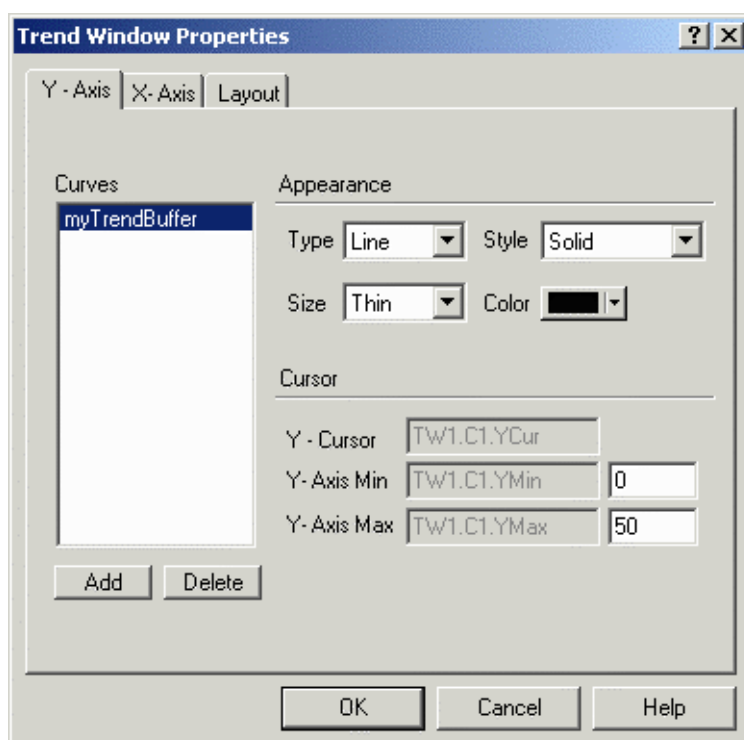 Trend Window Properties
Y - Axis X- Axis Layout
Curves
myTrendBuffer
Add Delete
Appearance
Type Line Style Solid
Size Thin Color
Cursor
Y - Cursor TW1.C1.YCur
Y- Axis Min TW1.C1.YMin 0
Y- Axis Max TW1.C1.YMax 50
OK Cancel Help